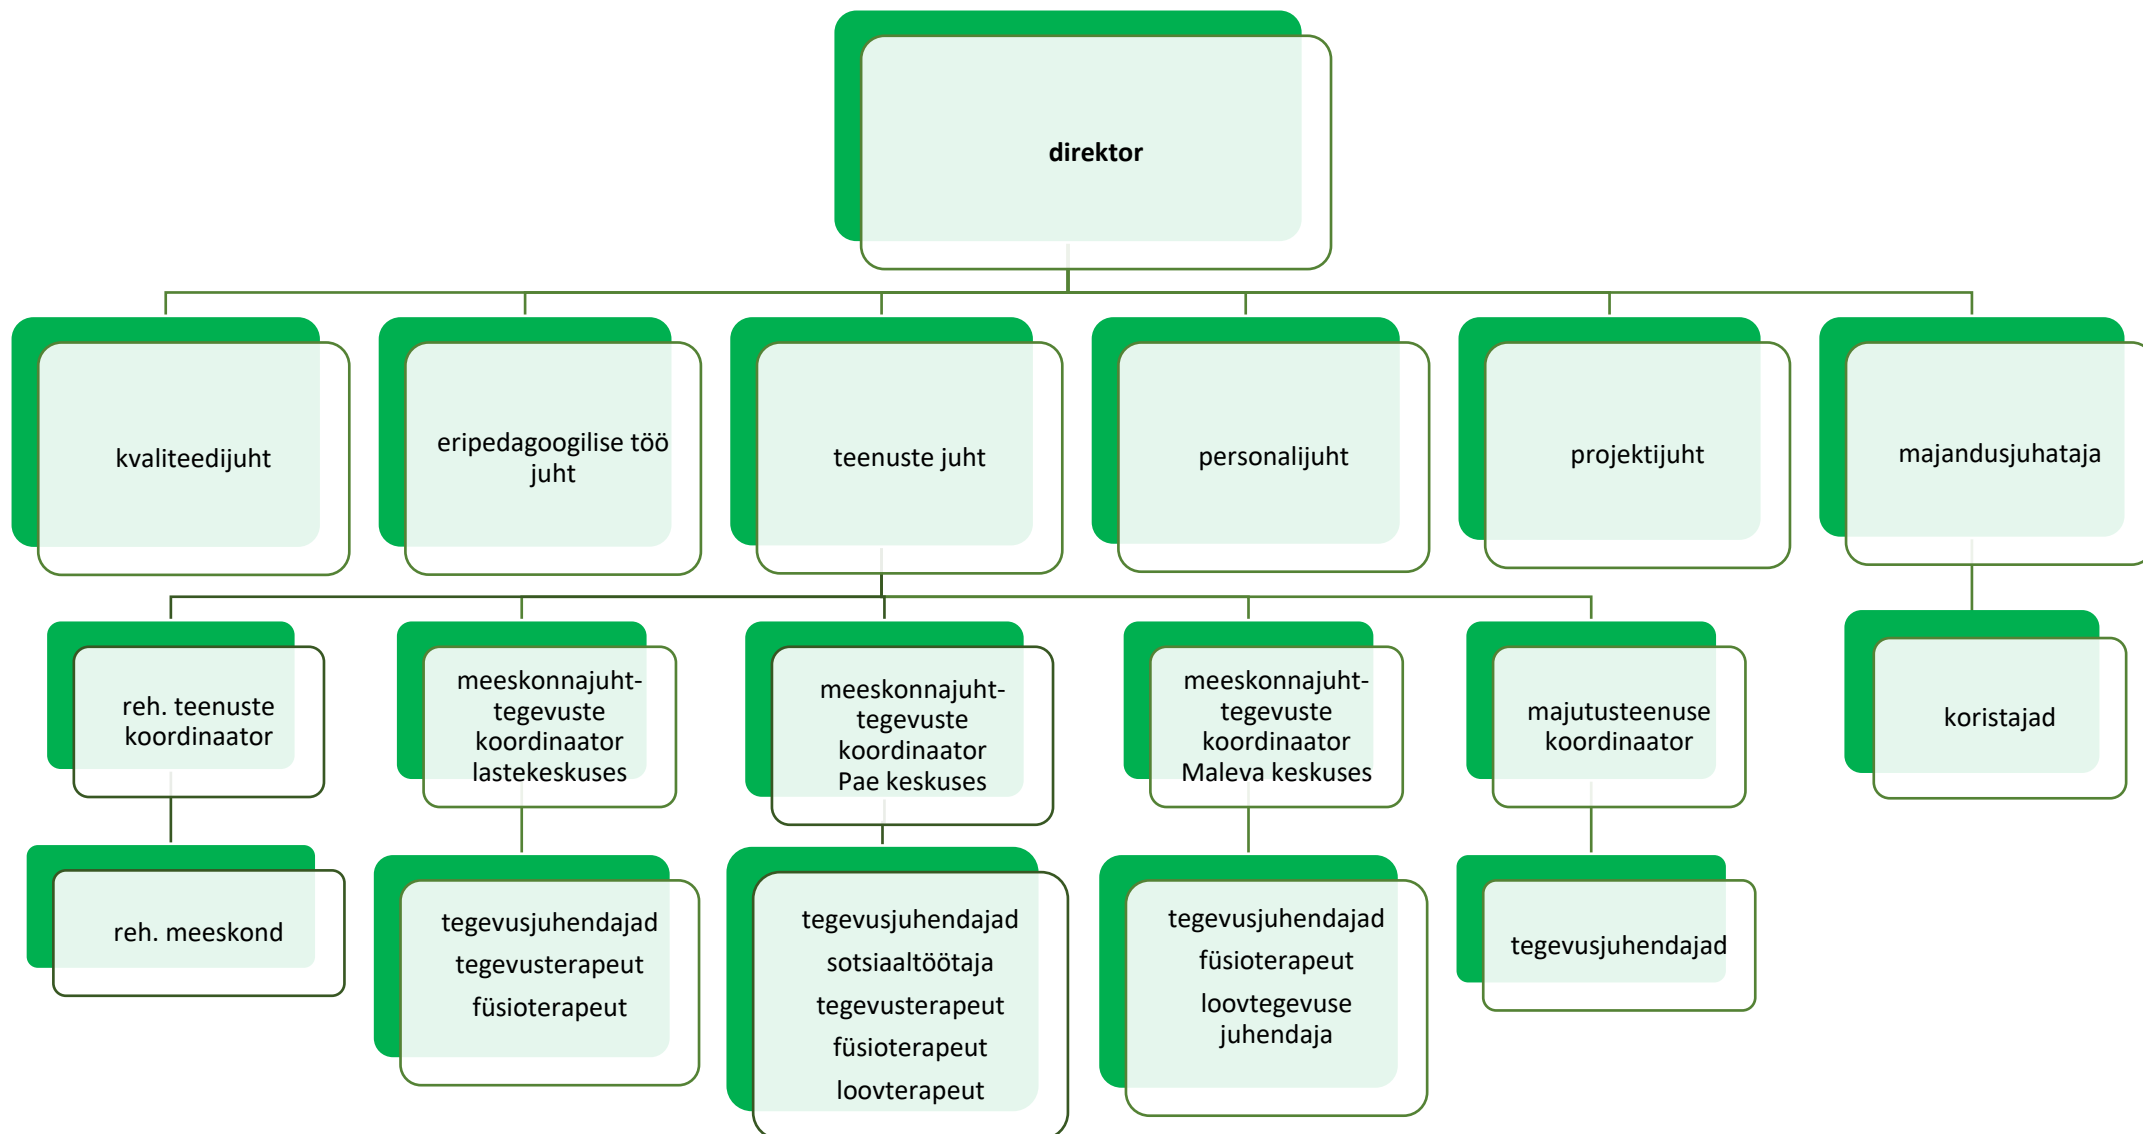 direktor
kvaliteedijuht
eripedagoogilise töö
juht
teenuste juht
personalijuht
projektijuht
majandusjuhataja
reh. teenuste
koordinaator
meeskonnajuht-
tegevuste
koordinaator
lastekeskuses
meeskonnajuht-
tegevuste
koordinaator
Pae keskuses
meeskonnajuht-
tegevuste
koordinaator
Maleva keskuses
majutusteenuse
koordinaator
koristajad
reh. meeskond
tegevusjuhendajad
tegevusterapeut
füsioterapeut
tegevusjuhendajad
sotsiaaltöötaja
tegevusterapeut
füsioterapeut
loovterapeut
tegevusjuhendajad
füsioterapeut
loovtegevuse
juhendaja
tegevusjuhendajad